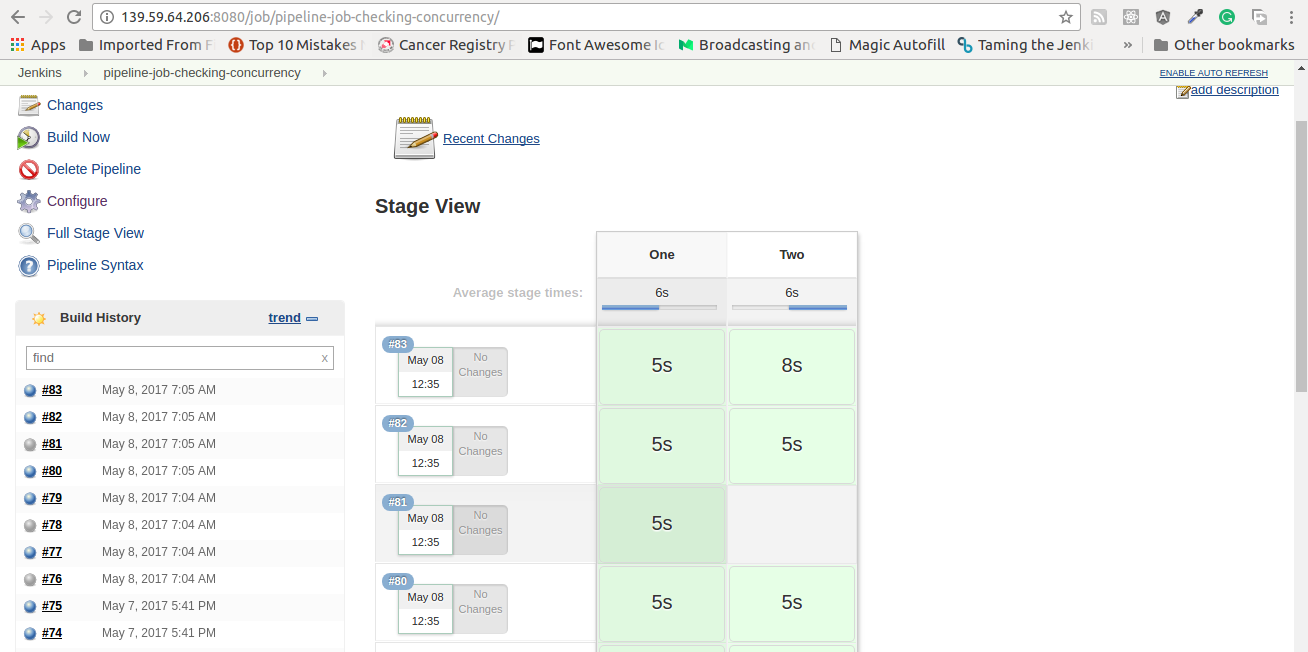 139.59.64.206:8080/job/pipeline-job-checking-concurrency/
Apps Imported From F Top 10 Mistakes Cancer Registry P Font Awesome Ic Broadcasting and Magic Autofill Taming the Jenki » Other bookmarks
Jenkins pipeline-job-checking-concurrency ENABLE AUTO REFRESH
add description
Changes
Build Now
Delete Pipeline
Configure
Full Stage View
Pipeline Syntax
Build History trend
find x
#83 May 8, 2017 7:05 AM
#82 May 8, 2017 7:05 AM
#81 May 8, 2017 7:05 AM
#80 May 8, 2017 7:05 AM
#79 May 8, 2017 7:04 AM
#78 May 8, 2017 7:04 AM
#77 May 8, 2017 7:04 AM
#76 May 8, 2017 7:04 AM
#75 May 7, 2017 5:41 PM
#74 May 7, 2017 5:41 PM
Recent Changes
Stage View
One Two
Average stage times: 6s 6s
#83
May 08
12:35
No
Changes
5s 8s
#82
May 08
12:35
No
Changes
5s 5s
#81
May 08
12:35
No
Changes
5s
#80
May 08
12:35
No
Changes
5s 5s